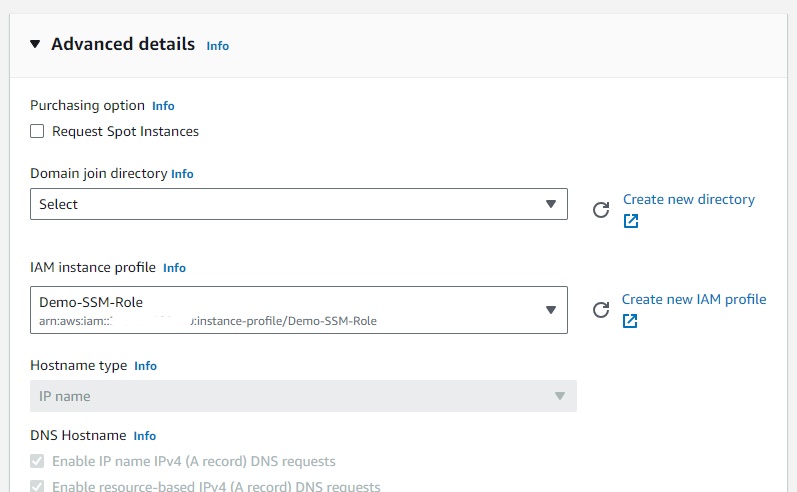 Advanced details Info
Purchasing option Info
Request Spot Instances
Domain join directory Info
Select
Create new directory
IAM instance profile Info
Demo-SSM-Role
Create new IAM profile
arn:aws:iam:: :instance-profile/Demo-SSM-Role
Hostname type Info
IP name
DNS Hostname Info
Enable IP name IPv4 (A record) DNS requests
Enable resource-based IPv4 (A record) DNS requests